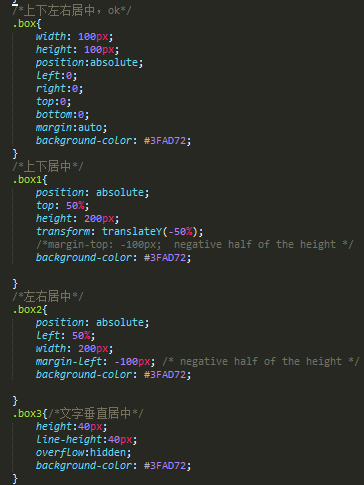 /*上下左右居中，ok*/
.box{
width: 100px;
height: 100px;
position:absolute;
left:0;
right:0;
top:0;
bottom:0;
margin:auto;
background-color: #3FAD72;
}
/*上下居中*/
.box1{
position: absolute;
top: 50%;
height: 200px;
transform: translateY(-50%);
/*margin-top: -100px;  negative half of the height */
background-color: #3FAD72;
}
/*左右居中*/
.box2{
position: absolute;
left: 50%;
width: 200px;
margin-left: -100px; /* negative half of the height */
background-color: #3FAD72;
}
.box3{/*文字垂直居中*/
height:40px;
line-height:40px;
overflow:hidden;
background-color: #3FAD72;
}